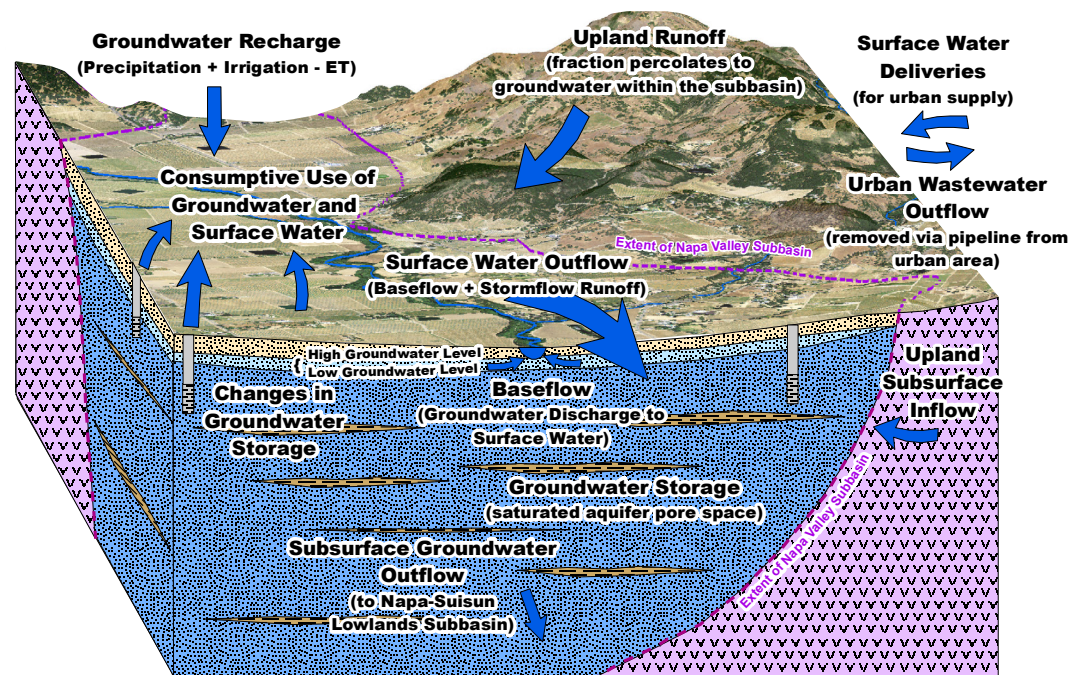 Groundwater Recharge
(Precipitation + Irrigation - ET)
Upland Runoff
(fraction percolates to
groundwater within the subbasin)
Surface Water
Deliveries
(for urban supply)
Consumptive Use of
Groundwater and
Surface Water
Urban Wastewater
Outflow
(removed via pipeline from
urban area)
Extent of Napa Valley Subbasin
Surface Water Outflow
(Baseflow + Stormflow Runoff)
High Groundwater Level
{ Low Groundwater Level
Upland
Subsurface
Inflow
Changes in
Groundwater
Storage
Baseflow
(Groundwater Discharge to
Surface Water)
Groundwater Storage
(saturated aquifer pore space)
Extent of Napa Valley Subbasin
Subsurface Groundwater
Outflow
(to Napa-Suisun
Lowlands Subbasin)